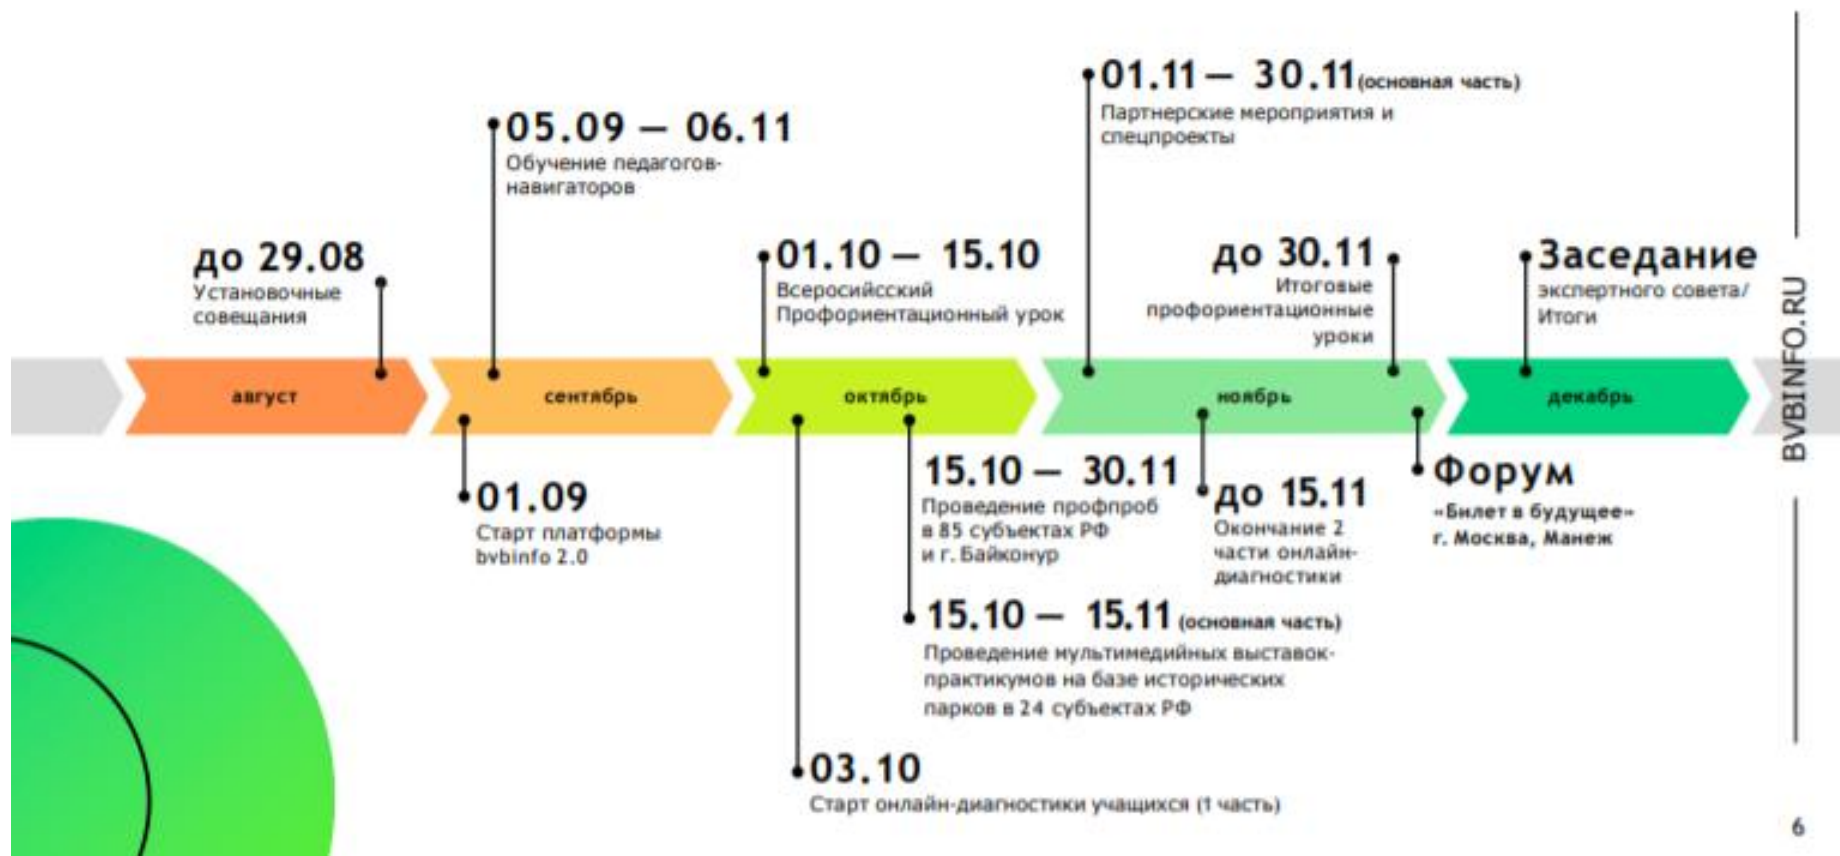 01.11 — 30.11 (основная часть)
Партнерские мероприятия и
спецпроекты
05.09 — 06.11
Обучение педагогов-
навигаторов
до 29.08
Установочные
совещания
01.10 — 15.10
Всеросийсский
Профориентационный урок
до 30.11
Итоговые
профориентационные
уроки
Заседание
экспертного совета/
Итоги
август
сентябрь
октябрь
ноябрь
декабрь
BVBINFO.RU
01.09
Старт платформы
bvbinfo 2.0
15.10 — 30.11
Проведение профпроб
в 85 субъектах РФ
и г. Байконур
до 15.11
Окончание 2
части онлайн-
диагностики
Форум
«Билет в будущее»
г. Москва, Манеж
15.10 — 15.11 (основная часть)
Проведение мультимедийных выставок-
практикумов на базе исторических
парков в 24 субъектах РФ
03.10
Старт онлайн-диагностики учащихся (1 часть)
6